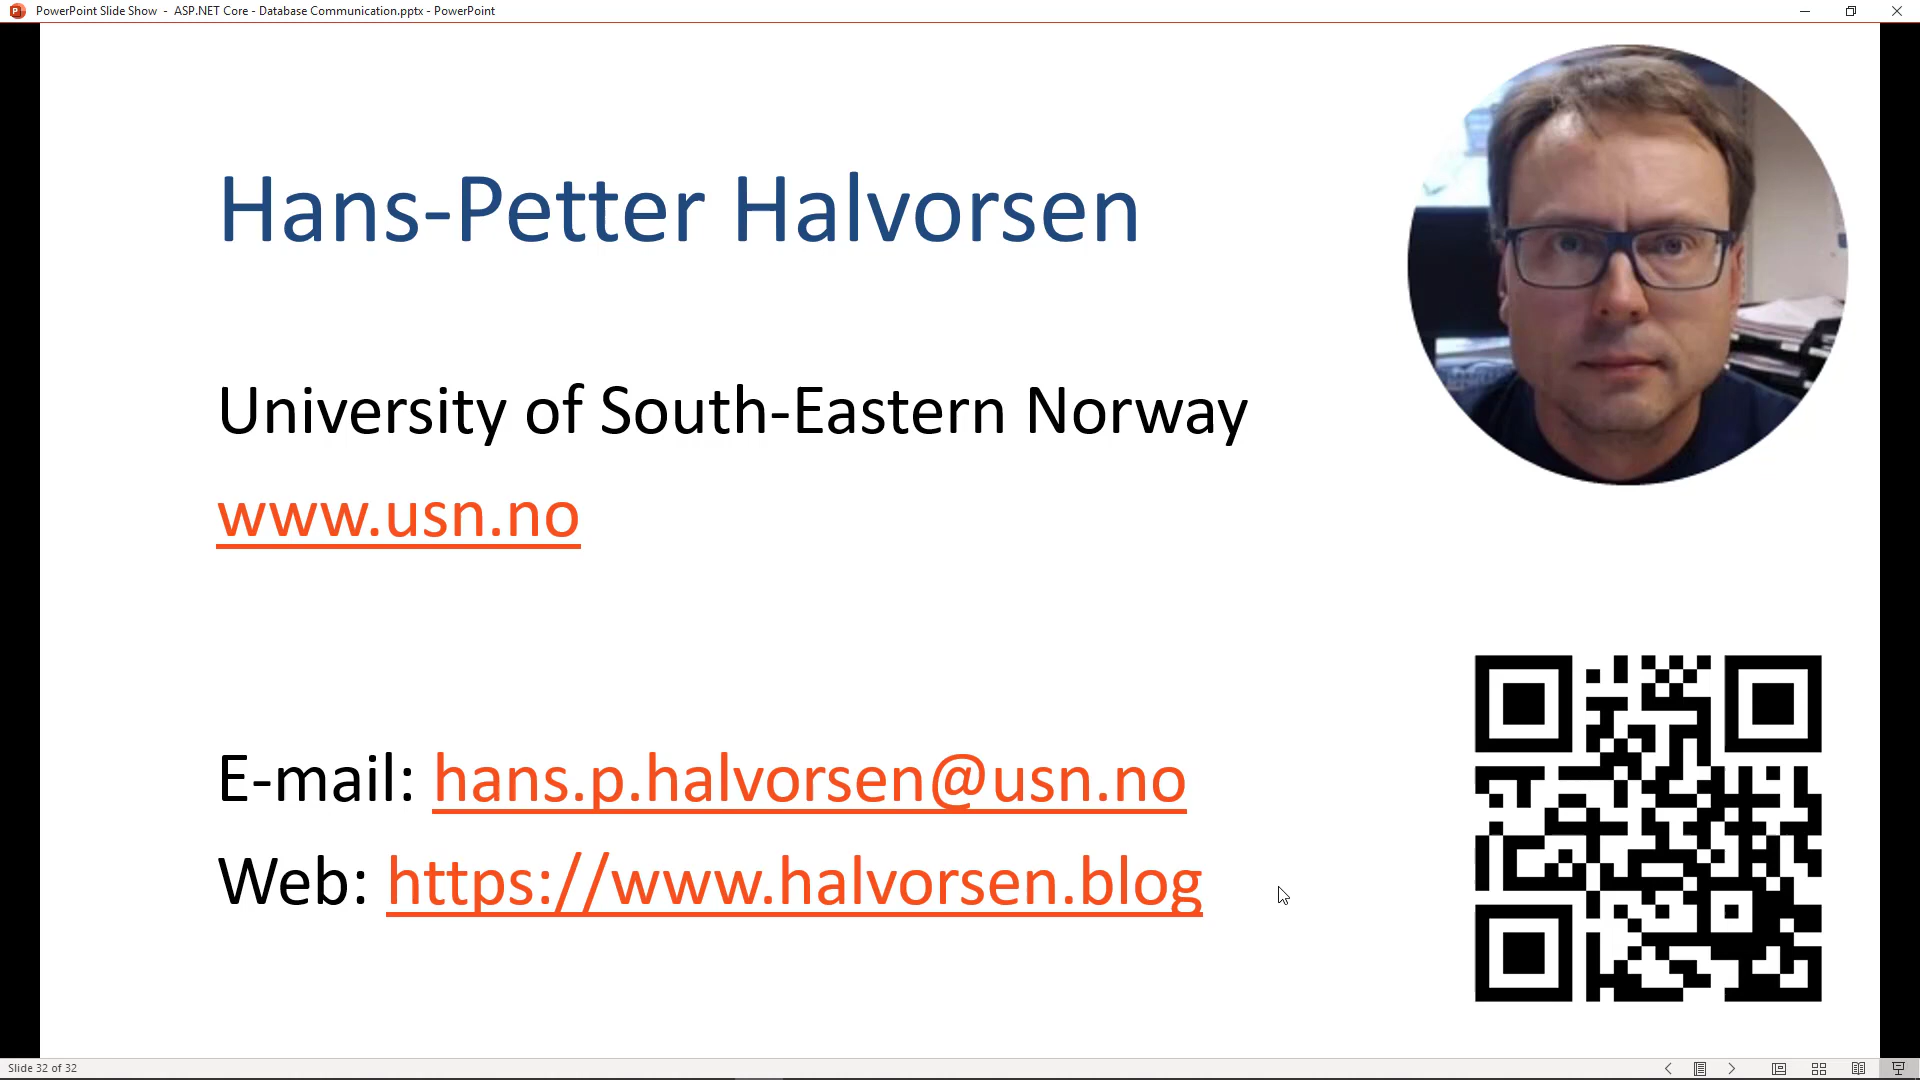 PowerPoint Slide Show - ASP.NET Core - Database Communication.pptx - PowerPoint
Hans-Petter Halvorsen
University of South-Eastern Norway
www.usn.no
E-mail: hans.p.halvorsen@usn.no
Web: https://www.halvorsen.blog
Slide 32 of 32